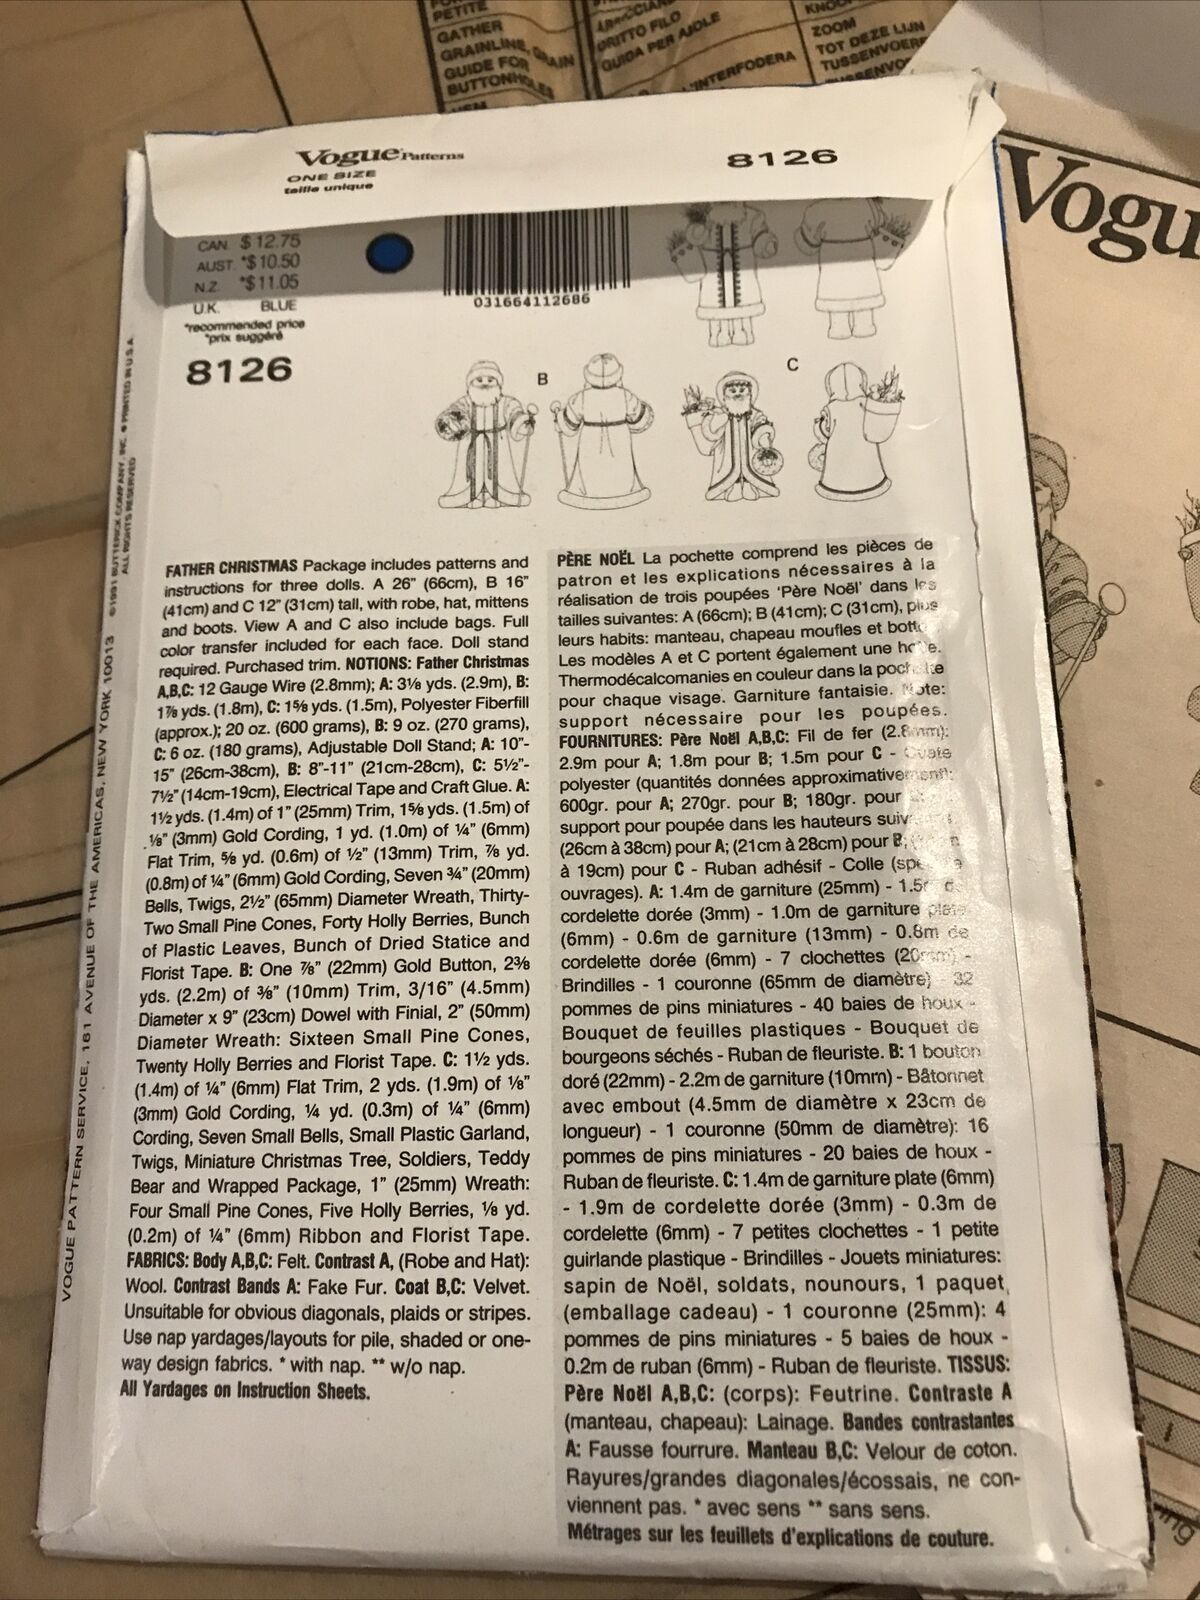 PETITE
GATHER
GRAINLINE, GRAIN
GUIDE FOR
BUTTONHOLES
DRITTO FILO
GUIDA PER AJOLE
L'INTERFODERA
ZOOM
TOT DEZE LIJN
Vogue Patterns
ONE SIZE
taille unique
8126
CAN. $ 12.75
AUST. *$ 10.50
N.Z. *$ 11.05
U.K. BLUE
*recommended price
*prix suggéré
8126
031664112686
B
C
©1991 BUTTERICK COMPANY, INC. • PRINTED IN U.S.A.
ALL RIGHTS RESERVED
VOGUE PATTERN SERVICE, 161 AVENUE OF THE AMERICAS, NEW YORK 10013
FATHER CHRISTMAS Package includes patterns and
instructions for three dolls. A 26" (66cm), B 16"
(41cm) and C 12" (31cm) tall, with robe, hat, mittens
and boots. View A and C also include bags. Full
color transfer included for each face. Doll stand
required. Purchased trim. NOTIONS: Father Christmas
A,B,C: 12 Gauge Wire (2.8mm); A: 3⅛ yds. (2.9m), B:
1⅞ yds. (1.8m), C: 1⅝ yds. (1.5m), Polyester Fiberfill
(approx.); 20 oz. (600 grams), B: 9 oz. (270 grams),
C: 6 oz. (180 grams), Adjustable Doll Stand; A: 10"-
15" (26cm-38cm), B: 8"-11" (21cm-28cm), C: 5½"-
7½" (14cm-19cm), Electrical Tape and Craft Glue. A:
1½ yds. (1.4m) of 1" (25mm) Trim, 1⅝ yds. (1.5m) of
⅛" (3mm) Gold Cording, 1 yd. (1.0m) of ¼" (6mm)
Flat Trim, ⅝ yd. (0.6m) of ½" (13mm) Trim, ⅞ yd.
(0.8m) of ¼" (6mm) Gold Cording, Seven ¾" (20mm)
Bells, Twigs, 2½" (65mm) Diameter Wreath, Thirty-
Two Small Pine Cones, Forty Holly Berries, Bunch
of Plastic Leaves, Bunch of Dried Statice and
Florist Tape. B: One ⅞" (22mm) Gold Button, 2⅜
yds. (2.2m) of ⅜" (10mm) Trim, 3/16" (4.5mm)
Diameter x 9" (23cm) Dowel with Finial, 2" (50mm)
Diameter Wreath: Sixteen Small Pine Cones,
Twenty Holly Berries and Florist Tape. C: 1½ yds.
(1.4m) of ¼" (6mm) Flat Trim, 2 yds. (1.9m) of ⅛"
(3mm) Gold Cording, ¼ yd. (0.3m) of ¼" (6mm)
Cording, Seven Small Bells, Small Plastic Garland,
Twigs, Miniature Christmas Tree, Soldiers, Teddy
Bear and Wrapped Package, 1" (25mm) Wreath:
Four Small Pine Cones, Five Holly Berries, ⅛ yd.
(0.2m) of ¼" (6mm) Ribbon and Florist Tape.
FABRICS: Body A,B,C: Felt. Contrast A, (Robe and Hat):
Wool. Contrast Bands A: Fake Fur. Coat B,C: Velvet.
Unsuitable for obvious diagonals, plaids or stripes.
Use nap yardages/layouts for pile, shaded or one-
way design fabrics. * with nap. ** w/o nap.
All Yardages on Instruction Sheets.
PÈRE NOËL La pochette comprend les pièces de
patron et les explications nécessaires à la
réalisation de trois poupées 'Père Noël' dans les
tailles suivantes: A (66cm); B (41cm); C (31cm), plus
leurs habits: manteau, chapeau moufles et
Les modèles A et C portent également une
Thermodécalcomanies en couleur dans la pochette
pour chaque visage. Garniture fantaisie. Note:
support nécessaire pour les poupées.
FOURNITURES: Père Noël A,B,C: Fil de fer (2.8mm):
2.9m pour A; 1.8m pour B; 1.5m pour C - Ouate
polyester (quantités données approximativement):
600gr. pour A; 270gr. pour B; 180gr. pour
support pour poupée dans les hauteurs
(26cm à 38cm) pour A; (21cm à 28cm) pour B;
à 19cm) pour C - Ruban adhésif - Colle
ouvrages). A: 1.4m de garniture (25mm) - 1.5m de
cordelette dorée (3mm) - 1.0m de garniture plate
(6mm) - 0.6m de garniture (13mm) - 0.8m de
cordelette dorée (6mm) - 7 clochettes (20mm) -
Brindilles - 1 couronne (65mm de diamètre) 32
pommes de pins miniatures - 40 baies de houx -
Bouquet de feuilles plastiques - Bouquet de
bourgeons séchés - Ruban de fleuriste. B: 1 bouton
doré (22mm) - 2.2m de garniture (10mm) - Bâtonnet
avec embout (4.5mm de diamètre x 23cm de
longueur) - 1 couronne (50mm de diamètre): 16
pommes de pins miniatures - 20 baies de houx -
Ruban de fleuriste. C: 1.4m de garniture plate (6mm)
- 1.9m de cordelette dorée (3mm) - 0.3m de
cordelette (6mm) - 7 petites clochettes - 1 petite
guirlande plastique - Brindilles - Jouets miniatures:
sapin de Noël, soldats, nounours, 1 paquet
(emballage cadeau) - 1 couronne (25mm): 4
pommes de pins miniatures - 5 baies de houx -
0.2m de ruban (6mm) - Ruban de fleuriste. TISSUS:
Père Noël A,B,C: (corps): Feutrine. Contraste A
(manteau, chapeau): Lainage. Bandes contrastantes
A: Fausse fourrure. Manteau B,C: Velour de coton.
Rayures/grandes diagonales/écossais, ne con-
viennent pas. * avec sens ** sans sens.
Métrages sur les feuillets d'explications de couture.
Vogu